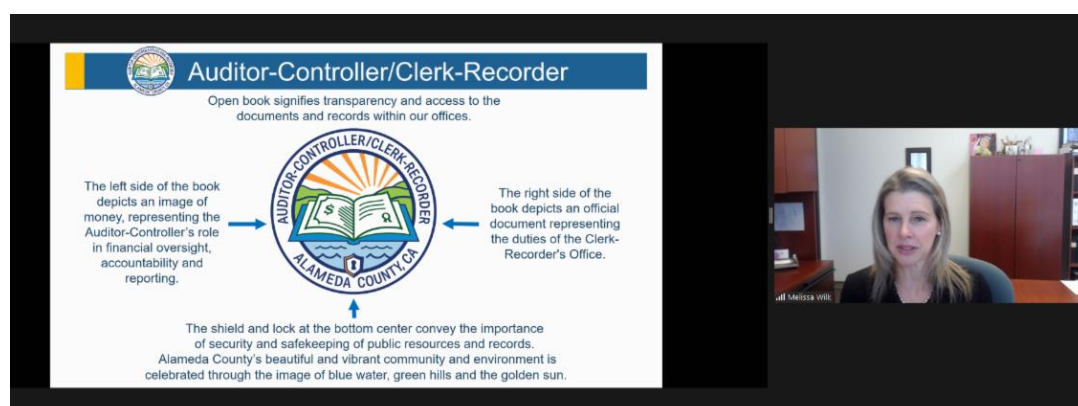 Auditor-Controller/Clerk-Recorder
Open book signifies transparency and access to the
documents and records within our offices.
The left side of the book
depicts an image of
money, representing the
Auditor-Controller's role
in financial oversight,
accountability and
reporting.
AUDITOR-CONTROLLER/CLERK-RECORDER
$
ALAMEDA COUNTY, CA
The right side of the
book depicts an official
document representing
the duties of the Clerk-
Recorder's Office.
The shield and lock at the bottom center convey the importance
of security and safekeeping of public resources and records.
Alameda County's beautiful and vibrant community and environment is
celebrated through the image of blue water, green hills and the golden sun.
Melissa Wilk